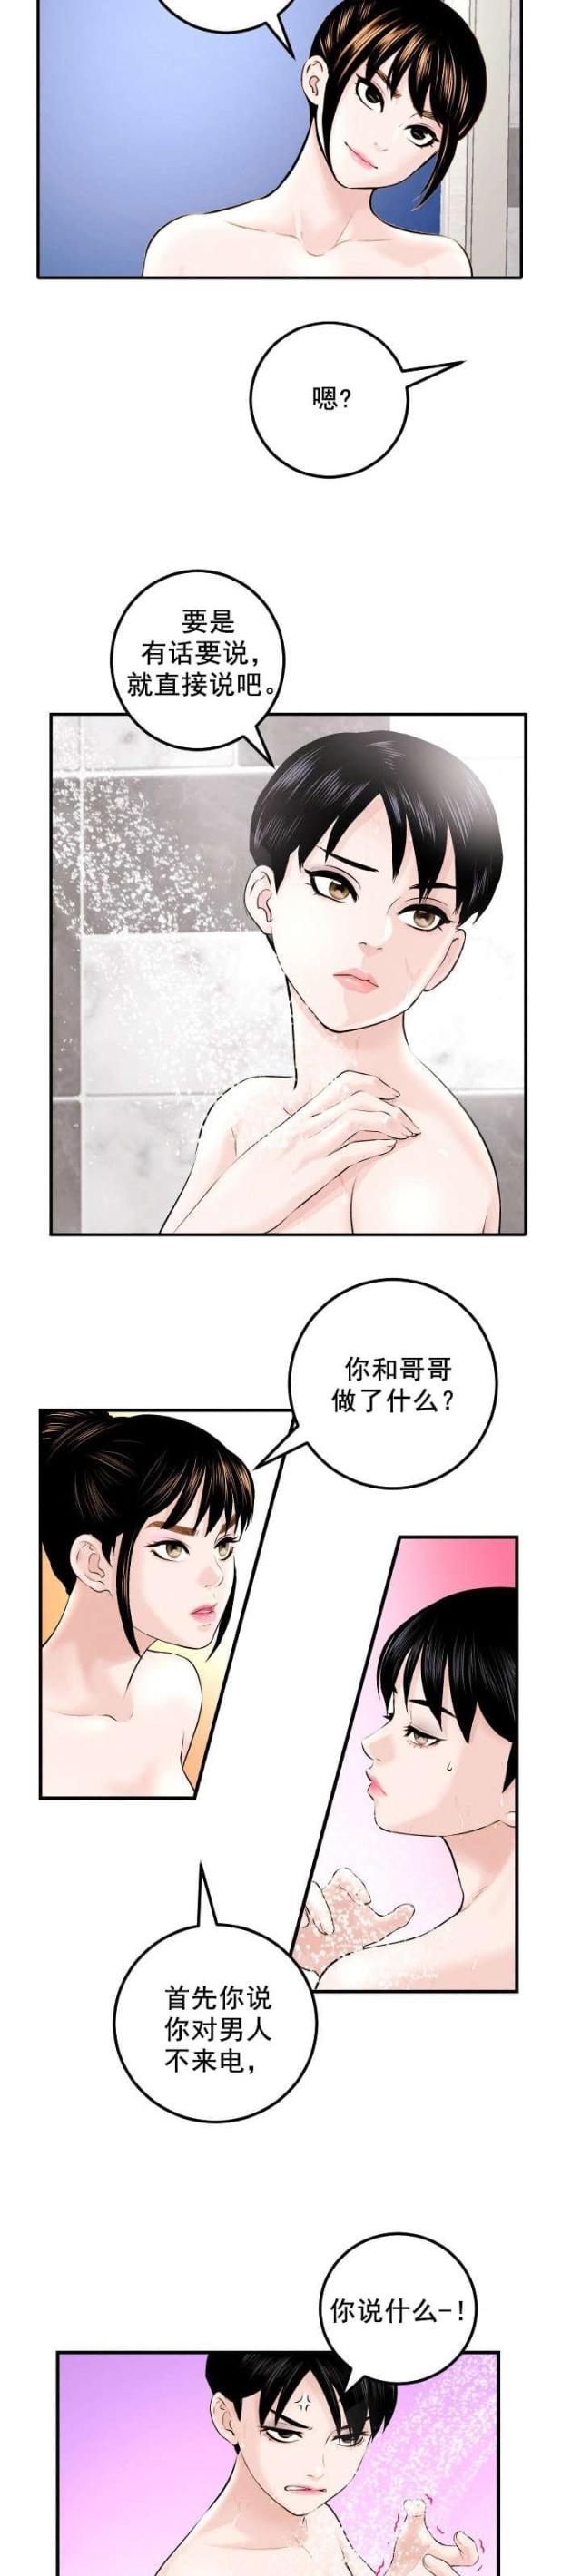 嗯?
要是
有话要说,
就直接说吧。
你和哥哥
做了什么?
首先你说
你对男人
不来电,
你说什么-!